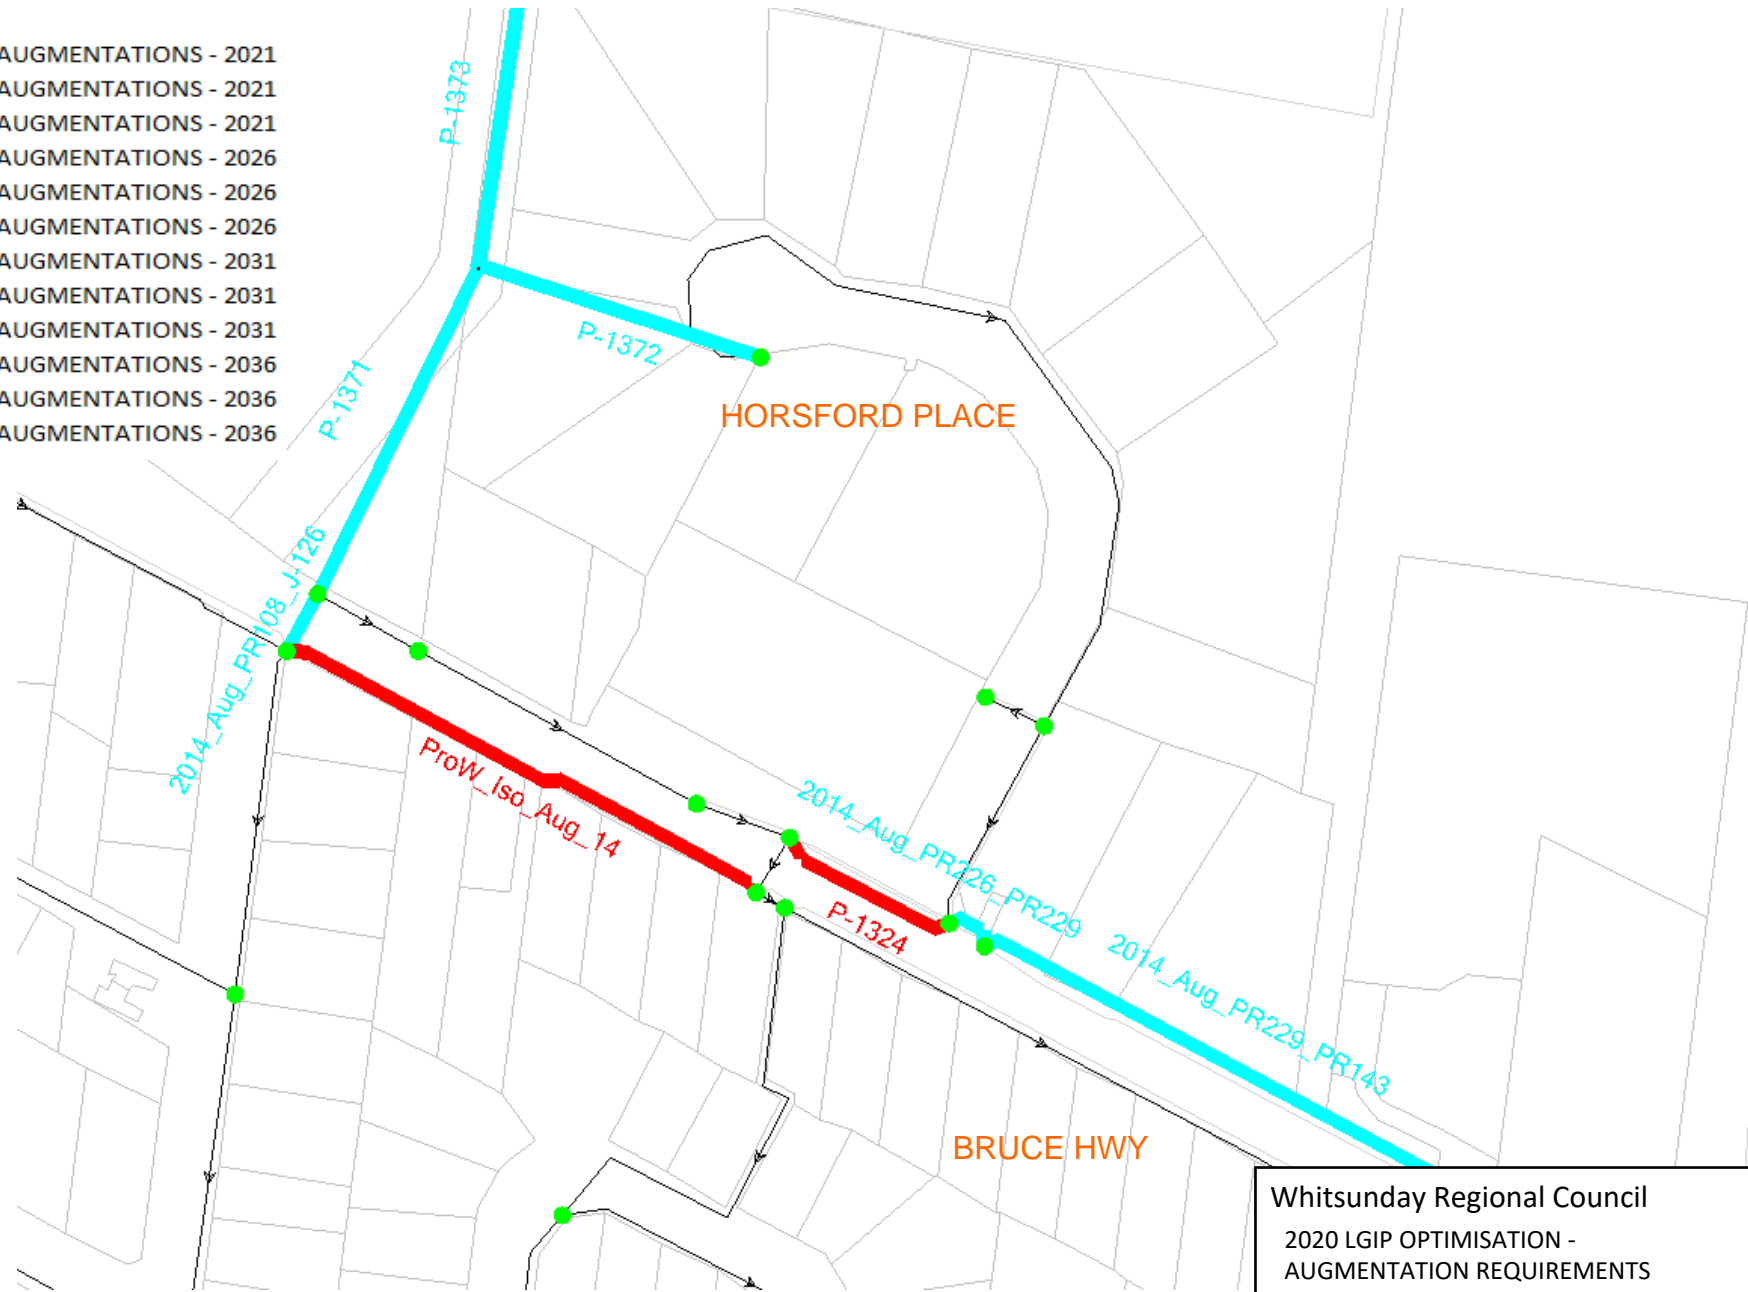 AUGMENTATIONS - 2021
AUGMENTATIONS - 2021
AUGMENTATIONS - 2021
AUGMENTATIONS - 2026
AUGMENTATIONS - 2026
AUGMENTATIONS - 2026
AUGMENTATIONS - 2031
AUGMENTATIONS - 2031
AUGMENTATIONS - 2031
AUGMENTATIONS - 2036
AUGMENTATIONS - 2036
AUGMENTATIONS - 2036
P-1373
P-1372
P-1371
HORSFORD PLACE
2014_Aug_PR108_J-126
ProW_Iso_Aug_14
2014_Aug_PR226_PR229
P-1324
2014_Aug_PR229_PR143
BRUCE HWY
Whitsunday Regional Council
2020 LGIP OPTIMISATION -
AUGMENTATION REQUIREMENTS